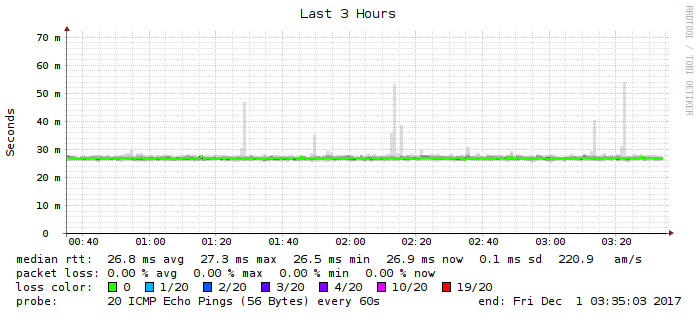 Last 3 Hours
RRDTOOL / TOBI OETIKER
Seconds
70 m
60 m
50 m
40 m
30 m
20 m
10 m
0
00:40 01:00 01:20 01:40 02:00 02:20 02:40 03:00 03:20
median rtt: 26.8 ms avg 27.3 ms max 26.5 ms min 26.9 ms now 0.1 ms sd 220.9 am/s
packet loss: 0.00 % avg 0.00 % max 0.00 % min 0.00 % now
loss color: 0 1/20 2/20 3/20 4/20 10/20 19/20
probe: 20 ICMP Echo Pings (56 Bytes) every 60s end: Fri Dec 1 03:35:03 2017